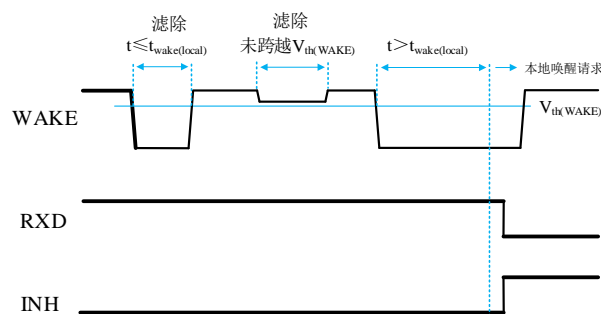 滤除
t≤twake(local)
滤除
未跨越Vth(WAKE)
t>twake(local)
本地唤醒请求
WAKE
Vth(WAKE)
RXD
INH